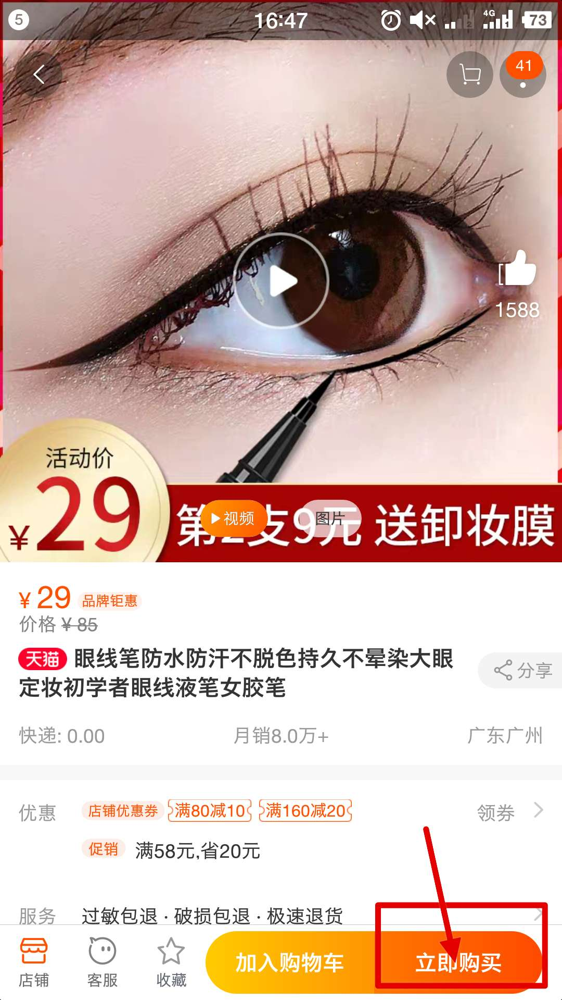 5
16:47
4G
2
1
73
41
1588
活动价
¥29
第2支9元 送卸妆膜
视频
图片
¥ 29 品牌钜惠
价格 ¥ 85
天猫 眼线笔防水防汗不脱色持久不晕染大眼
定妆初学者眼线液笔女胶笔
分享
快递: 0.00 月销8.0万+ 广东广州
优惠 店铺优惠券 满80减10 满160减20 领券
促销 满58元,省20元
服务 过敏包退 · 破损包退 · 极速退货
店铺 客服 收藏 加入购物车 立即购买